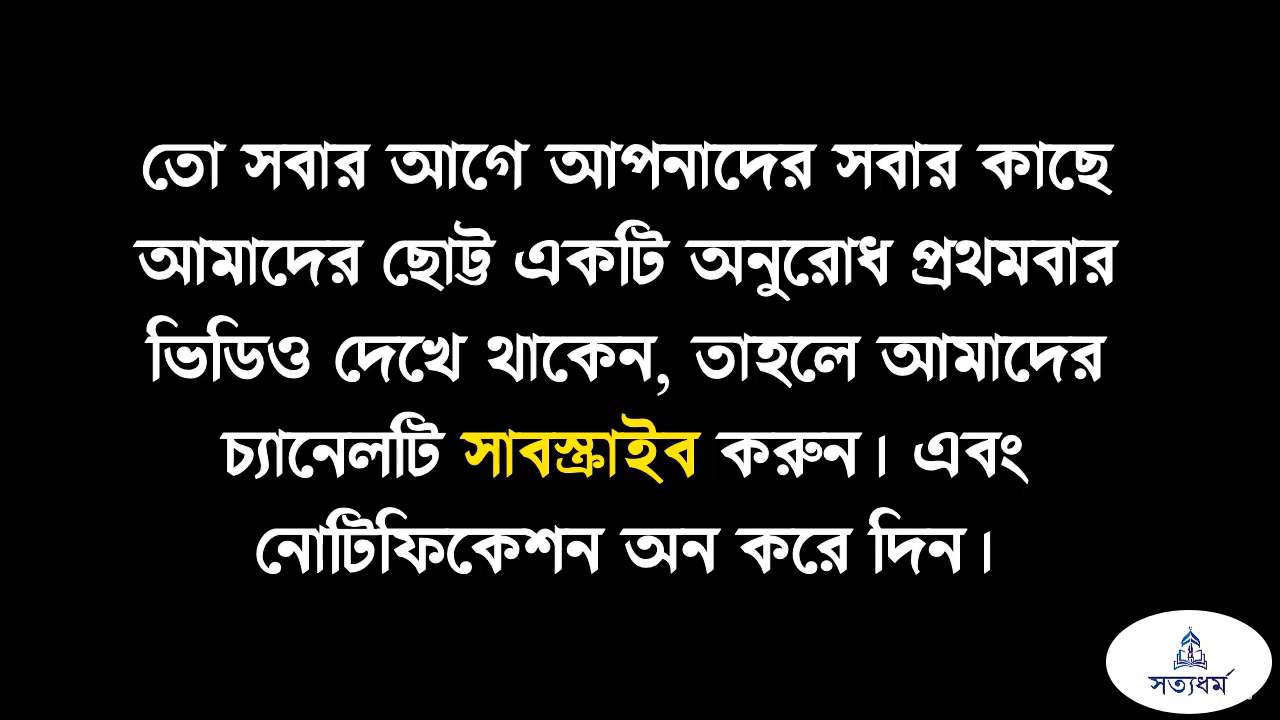 তো সবার আগে আপনাদের সবার কাছে
আমাদের ছোট্ট একটি অনুরোধ প্রথমবার
ভিডিও দেখে থাকেন, তাহলে আমাদের
চ্যানেলটি সাবস্ক্রাইব করুন। এবং
নোটিফিকেশন অন করে দিন।
সত্যধর্ম